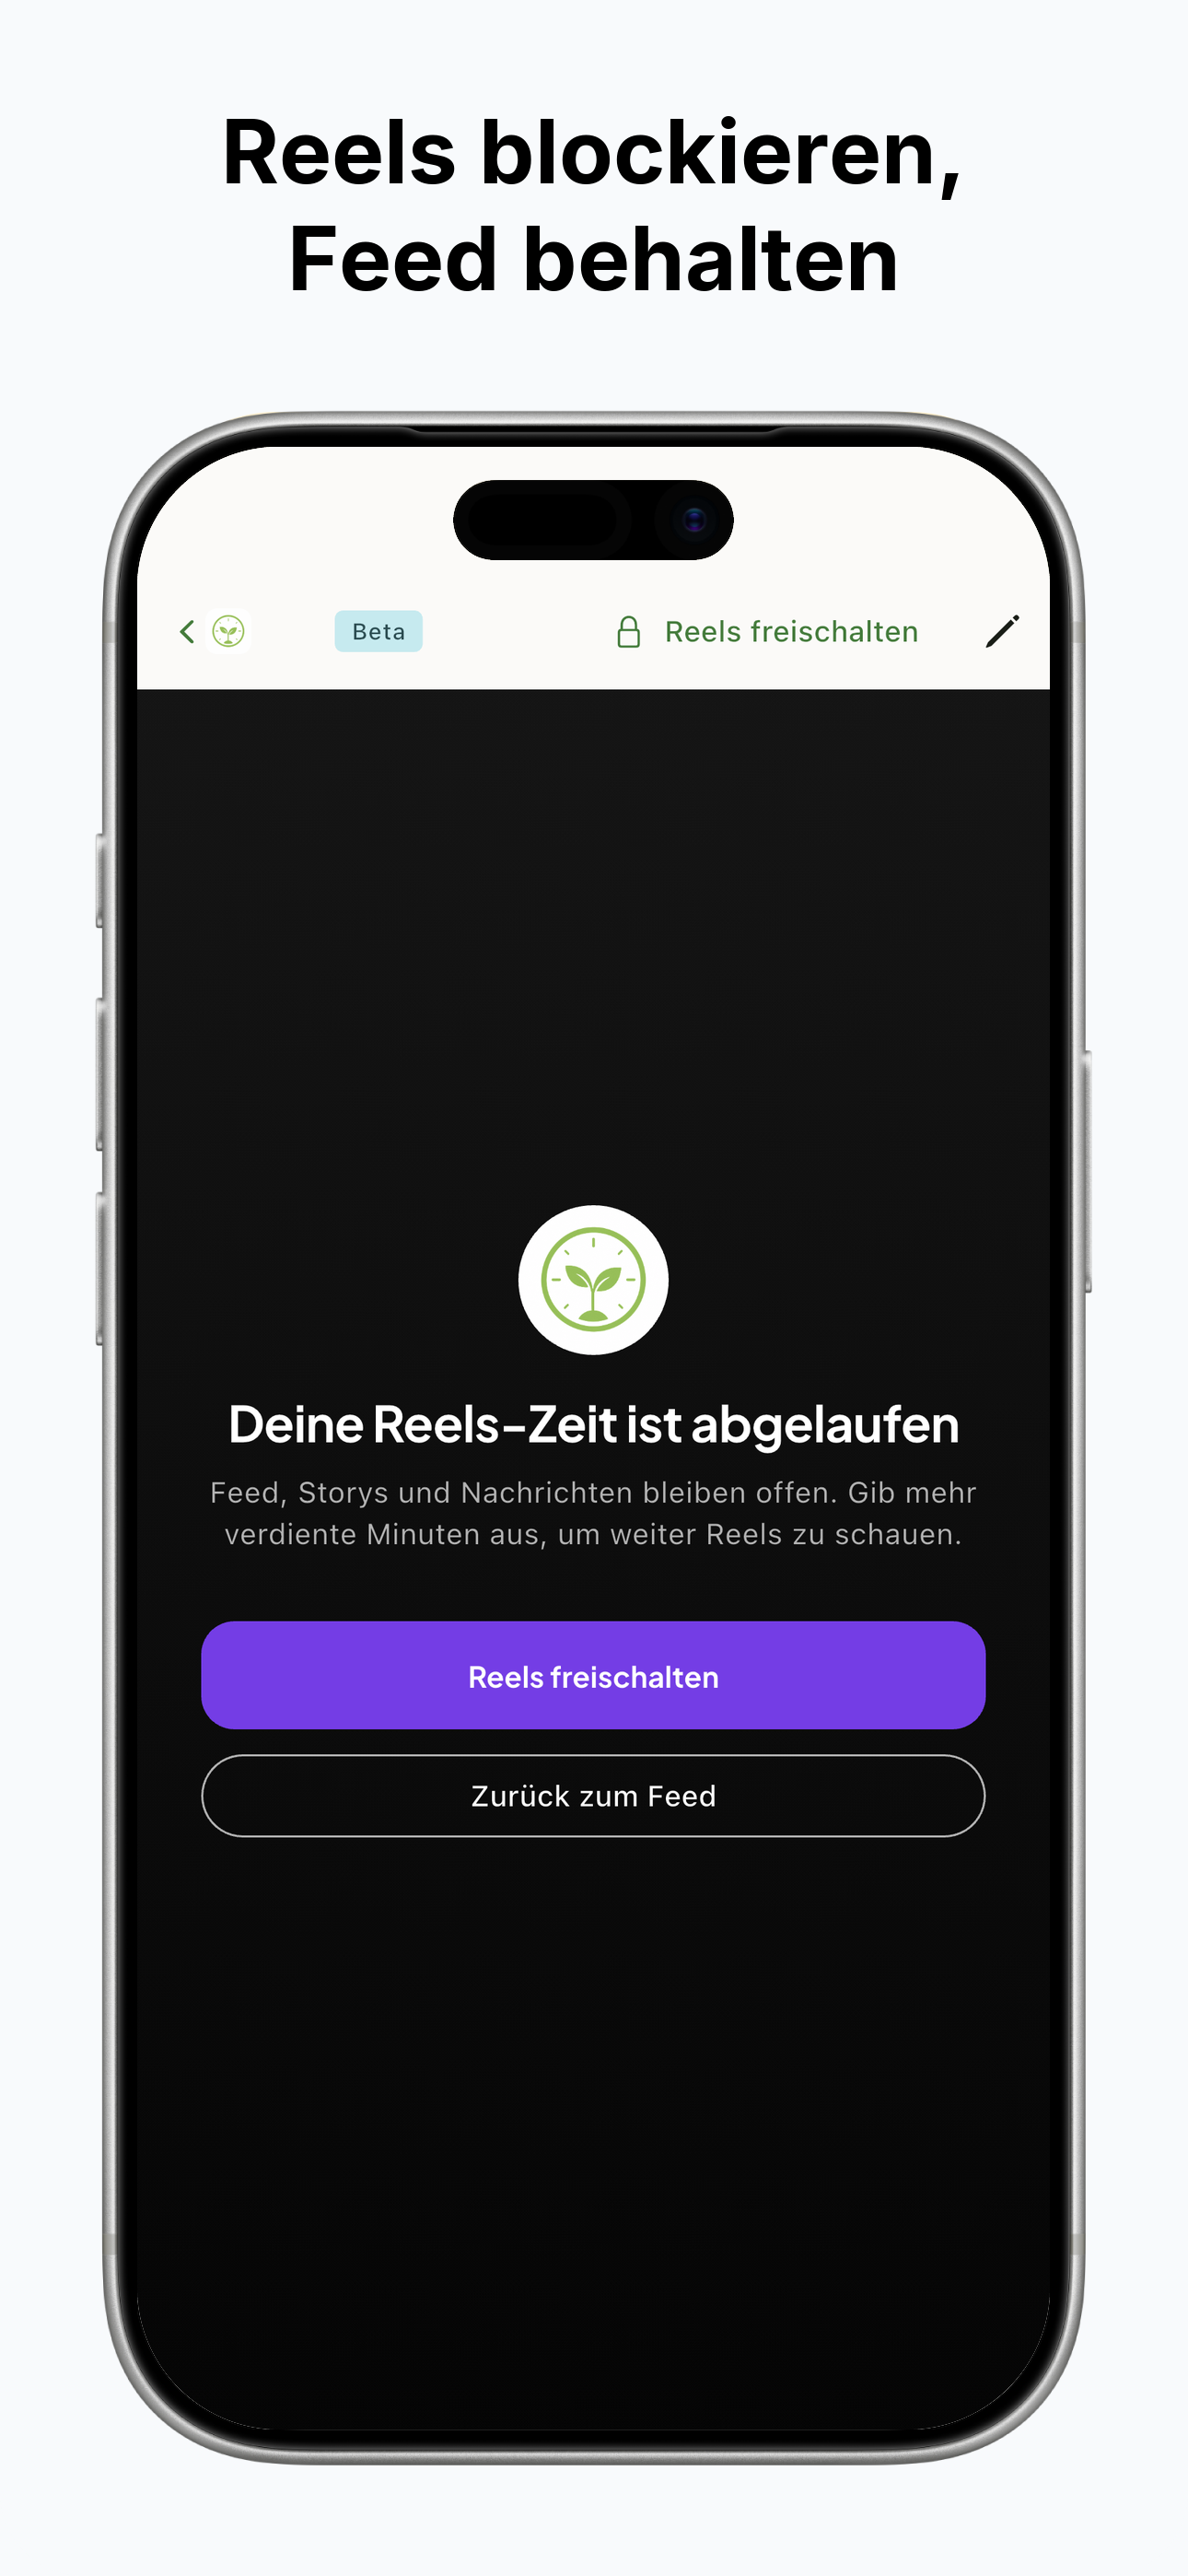 Reels blockieren,
Feed behalten
Beta
Reels freischalten
Deine Reels-Zeit ist abgelaufen
Feed, Storys und Nachrichten bleiben offen. Gib mehr
verdiente Minuten aus, um weiter Reels zu schauen.
Reels freischalten
Zurück zum Feed